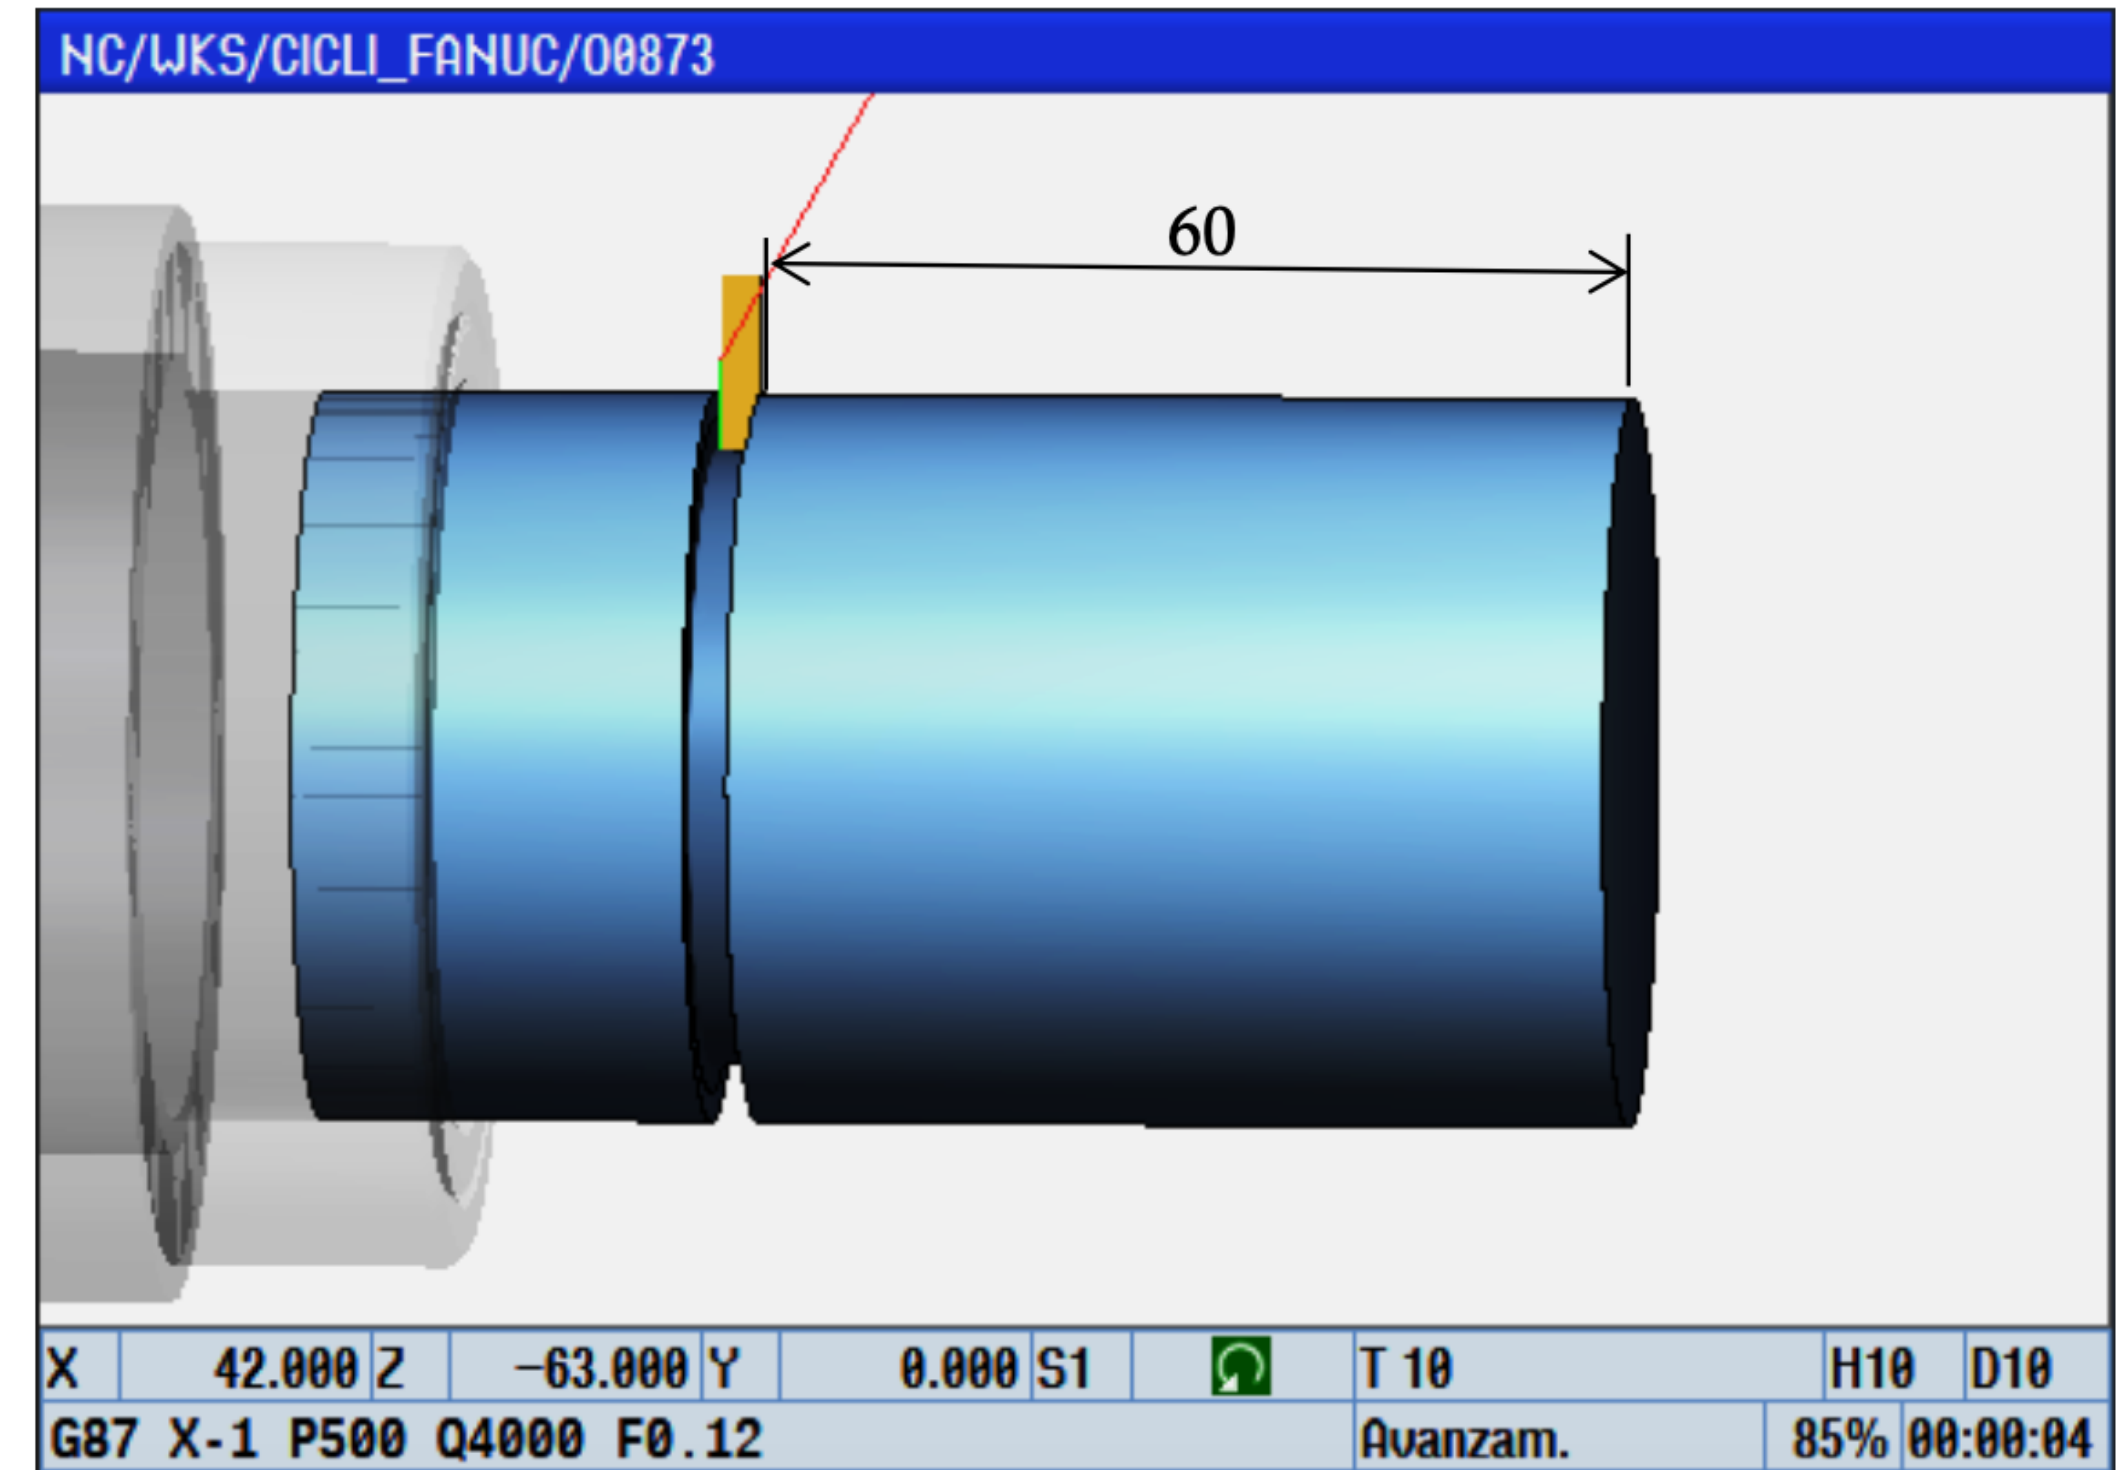 NC/WKS/CICLI_FANUC/O0873
60
X 42.000 Z -63.000 Y 0.000 S1 T 10 H10 D10
G87 X-1 P500 Q4000 F0.12 Avanzam. 85% 00:00:04